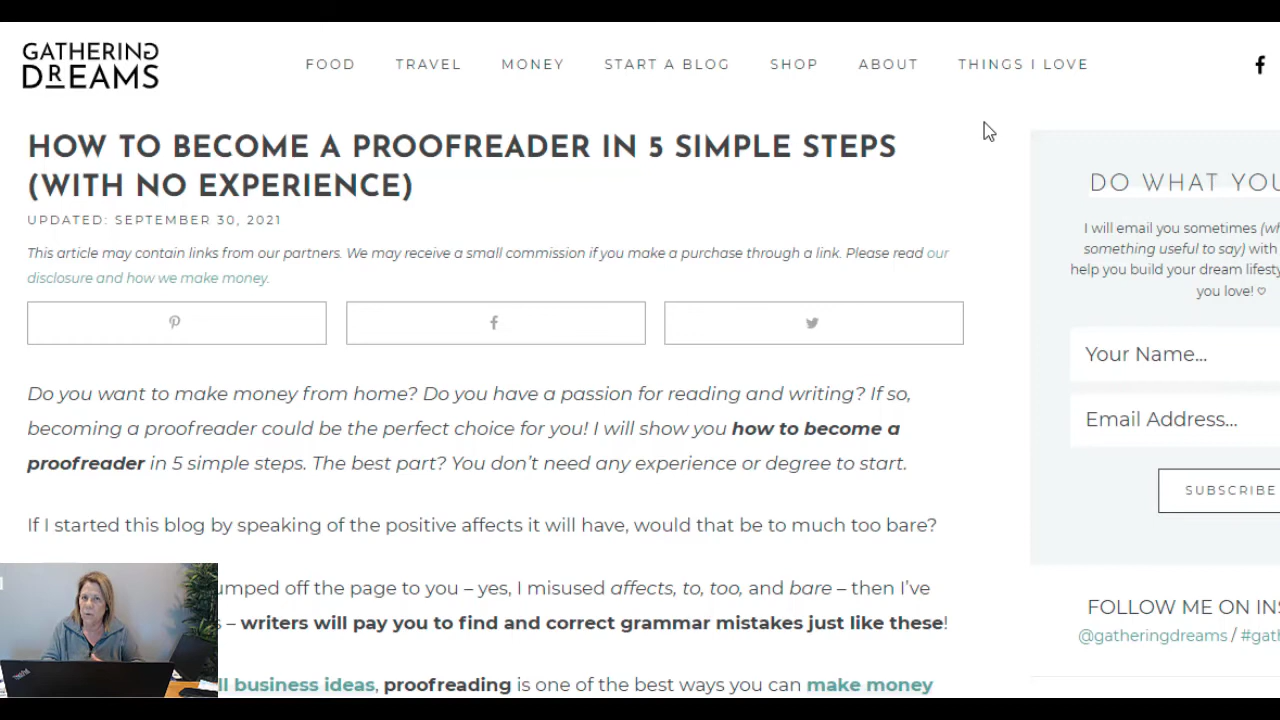 GATHERING
DREAMS
FOOD TRAVEL MONEY START A BLOG SHOP ABOUT THINGS I LOVE
HOW TO BECOME A PROOFREADER IN 5 SIMPLE STEPS
(WITH NO EXPERIENCE)
UPDATED: SEPTEMBER 30, 2021
This article may contain links from our partners. We may receive a small commission if you make a purchase through a link. Please read our
disclosure and how we make money.
Do you want to make money from home? Do you have a passion for reading and writing? If so,
becoming a proofreader could be the perfect choice for you! I will show you how to become a
proofreader in 5 simple steps. The best part? You don't need any experience or degree to start.
If I started this blog by speaking of the positive affects it will have, would that be to much too bare?
umped off the page to you – yes, I misused affects, to, too, and bare – then I've
s – writers will pay you to find and correct grammar mistakes just like these!
ll business ideas, proofreading is one of the best ways you can make money
DO WHAT YOU
I will email you sometimes (wh
something useful to say) with
help you build your dream lifesty
you love! ♡
Your Name...
Email Address...
SUBSCRIBE
FOLLOW ME ON INS
@gatheringdreams / #gath